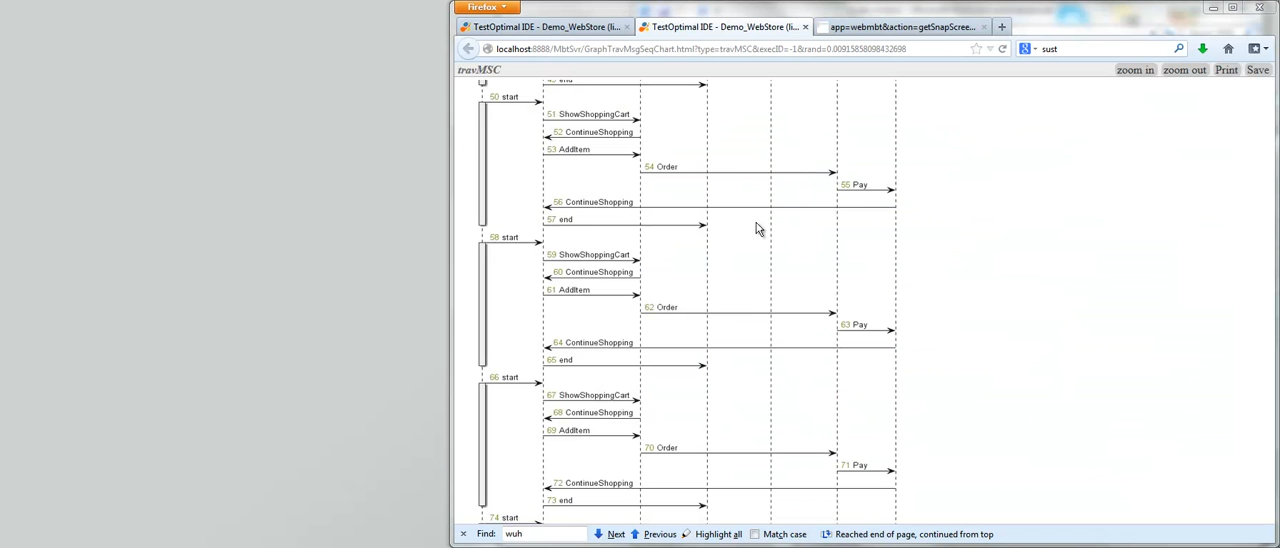 Firefox
TestOptimal IDE - Demo_WebStore (li...
TestOptimal IDE - Demo_WebStore (li...
app=webmbt&action=getSnapScree...
localhost:8888/MbtSvr/GraphTravMsgSeqChart.html?type=travMSC&execID=-1&rand=0.00915858098432698
sust
travMSC
zoom in
zoom out
Print
Save
end
50 start
51 ShowShoppingCart
52 ContinueShopping
53 AddItem
54 Order
55 Pay
56 ContinueShopping
57 end
58 start
59 ShowShoppingCart
60 ContinueShopping
61 AddItem
62 Order
63 Pay
64 ContinueShopping
65 end
66 start
67 ShowShoppingCart
68 ContinueShopping
69 AddItem
70 Order
71 Pay
72 ContinueShopping
73 end
74 start
Find: wuh
Next
Previous
Highlight all
Match case
Reached end of page, continued from top